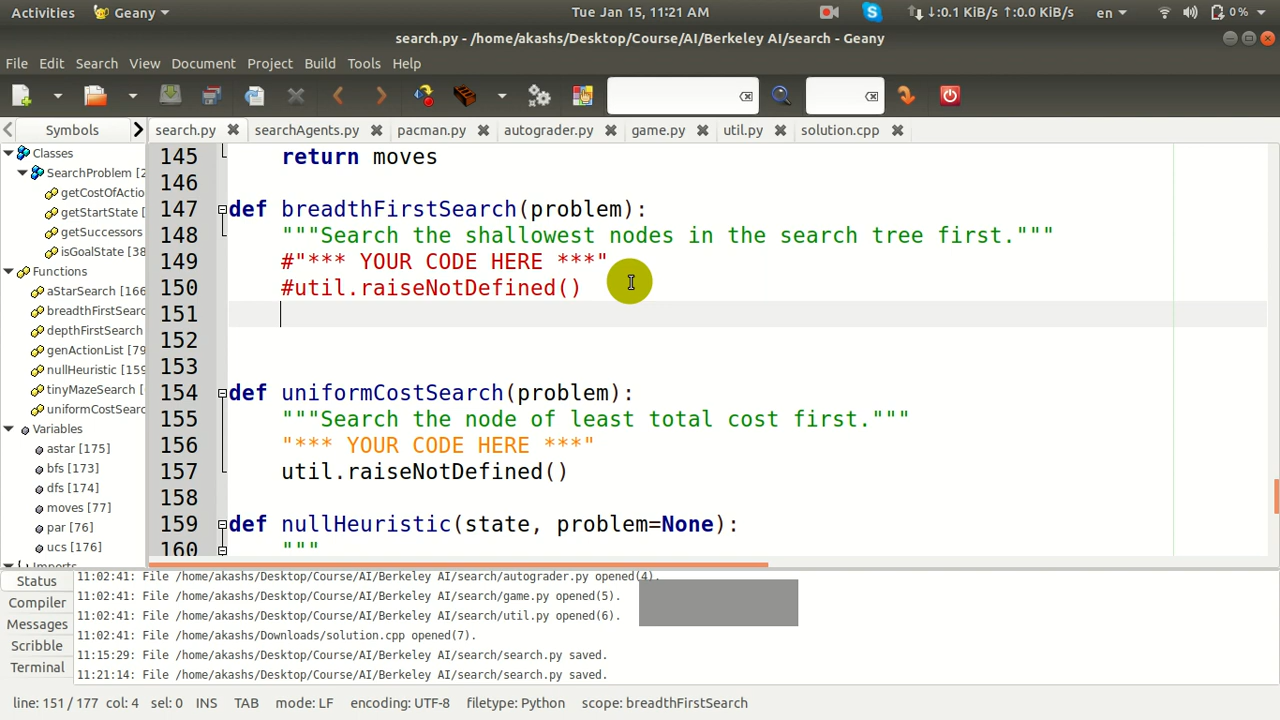 Activities Geany Tue Jan 15, 11:21 AM ↓:0.1 KiB/s ↑:0.0 KiB/s en 0%
search.py - /home/akashs/Desktop/Course/AI/Berkeley AI/search - Geany
File Edit Search View Document Project Build Tools Help
Symbols search.py searchAgents.py pacman.py autograder.py game.py util.py solution.cpp
Classes
SearchProblem [2
getCostOfActio
getStartState [
getSuccessors
isGoalState [38
Functions
aStarSearch [166
breadthFirstSearc
depthFirstSearch
genActionList [79
nullHeuristic [159
tinyMazeSearch [
uniformCostSearc
Variables
astar [175]
bfs [173]
dfs [174]
moves [77]
par [76]
ucs [176]
Imports
145 return moves
146
147 def breadthFirstSearch(problem):
148 """Search the shallowest nodes in the search tree first."""
149 #"*** YOUR CODE HERE ***"
150 #util.raiseNotDefined()
151
152
153
154 def uniformCostSearch(problem):
155 """Search the node of least total cost first."""
156 "*** YOUR CODE HERE ***"
157 util.raiseNotDefined()
158
159 def nullHeuristic(state, problem=None):
160 """
Status
Compiler
Messages
Scribble
Terminal
11:02:41: File /home/akashs/Desktop/Course/AI/Berkeley AI/search/autograder.py opened(4).
11:02:41: File /home/akashs/Desktop/Course/AI/Berkeley AI/search/game.py opened(5).
11:02:41: File /home/akashs/Desktop/Course/AI/Berkeley AI/search/util.py opened(6).
11:02:41: File /home/akashs/Downloads/solution.cpp opened(7).
11:15:29: File /home/akashs/Desktop/Course/AI/Berkeley AI/search/search.py saved.
11:21:14: File /home/akashs/Desktop/Course/AI/Berkeley AI/search/search.py saved.
line: 151 / 177 col: 4 sel: 0 INS TAB mode: LF encoding: UTF-8 filetype: Python scope: breadthFirstSearch